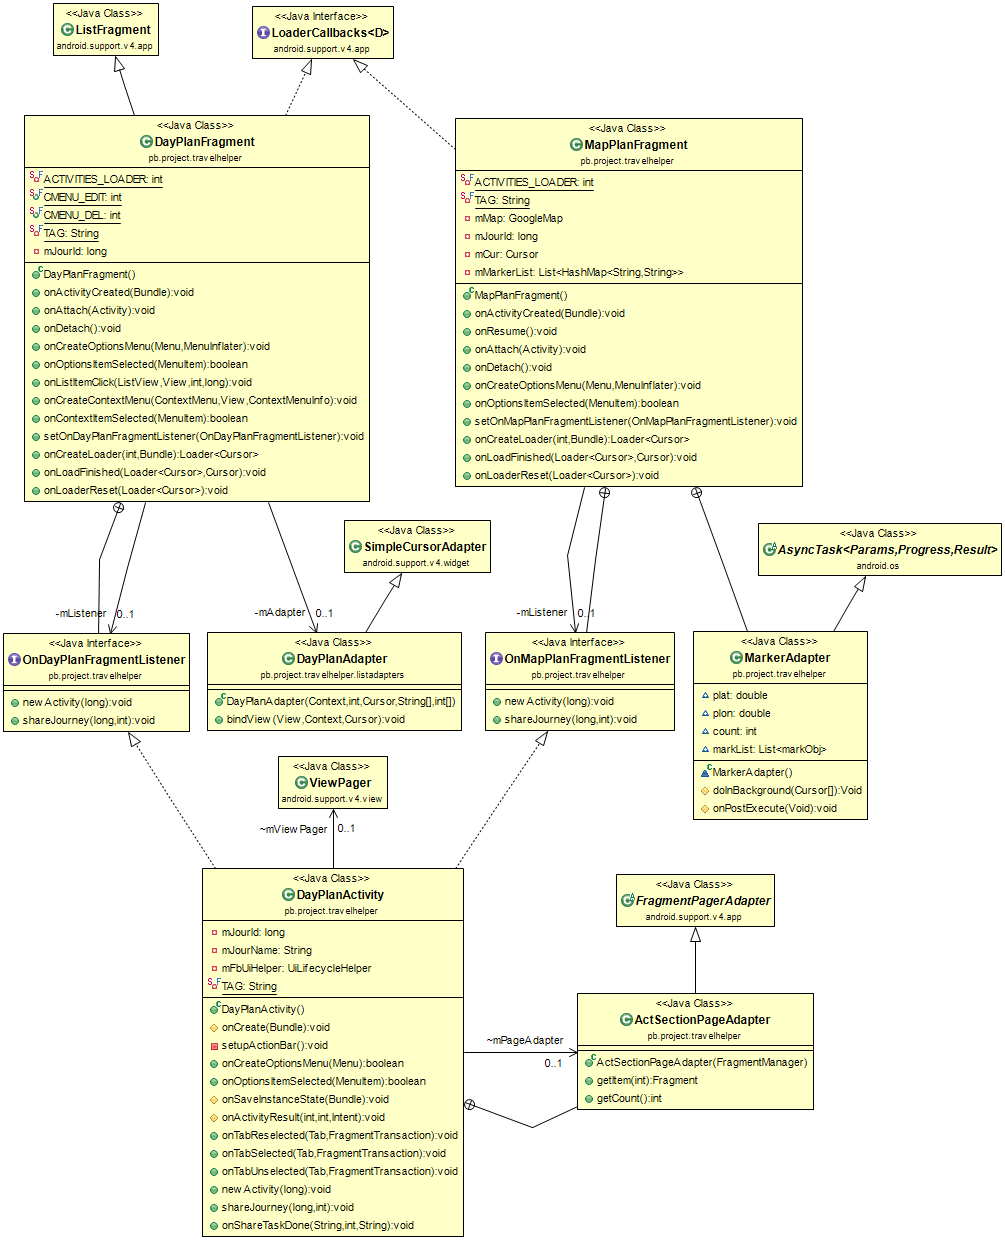 <<Java Class>>
ListFragment
android.support.v4.app
<<Java Interface>>
LoaderCallbacks<D>
android.support.v4.app
<<Java Class>>
DayPlanFragment
pb.project.travelhelper
ACTIVITIES_LOADER: int
CMENU_EDIT: int
CMENU_DEL: int
TAG: String
mJourId: long
DayPlanFragment()
onActivityCreated(Bundle):void
onAttach(Activity):void
onDetach():void
onCreateOptionsMenu(Menu,MenuInflater):void
onOptionsItemSelected(MenuItem):boolean
onListItemClick(ListView,View,int,long):void
onCreateContextMenu(ContextMenu,View,ContextMenuInfo):void
onContextItemSelected(MenuItem):boolean
setOnDayPlanFragmentListener(OnDayPlanFragmentListener):void
onCreateLoader(int,Bundle):Loader<Cursor>
onLoadFinished(Loader<Cursor>,Cursor):void
onLoaderReset(Loader<Cursor>):void
<<Java Class>>
MapPlanFragment
pb.project.travelhelper
ACTIVITIES_LOADER: int
TAG: String
mMap: GoogleMap
mJourId: long
mCur: Cursor
mMarkerList: List<HashMap<String,String>>
MapPlanFragment()
onActivityCreated(Bundle):void
onResume():void
onAttach(Activity):void
onDetach():void
onCreateOptionsMenu(Menu,MenuInflater):void
onOptionsItemSelected(MenuItem):boolean
setOnMapPlanFragmentListener(OnMapPlanFragmentListener):void
onCreateLoader(int,Bundle):Loader<Cursor>
onLoadFinished(Loader<Cursor>,Cursor):void
onLoaderReset(Loader<Cursor>):void
<<Java Class>>
SimpleCursorAdapter
android.support.v4.widget
<<Java Class>>
AsyncTask<Params,Progress,Result>
android.os
-mListener 0..1
-mAdapter 0..1
-mListener 0..1
<<Java Interface>>
OnDayPlanFragmentListener
pb.project.travelhelper
newActivity(long):void
shareJourney(long,int):void
<<Java Class>>
DayPlanAdapter
pb.project.travelhelper.listadapters
DayPlanAdapter(Context,int,Cursor,String[],int[])
bindView(View,Context,Cursor):void
<<Java Interface>>
OnMapPlanFragmentListener
pb.project.travelhelper
newActivity(long):void
shareJourney(long,int):void
<<Java Class>>
MarkerAdapter
pb.project.travelhelper
plat: double
plon: double
count: int
markList: List<markObj>
MarkerAdapter()
doInBackground(Cursor[]):Void
onPostExecute(Void):void
<<Java Class>>
ViewPager
android.support.v4.view
~mViewPager 0..1
<<Java Class>>
DayPlanActivity
pb.project.travelhelper
mJourId: long
mJourName: String
mFbUiHelper: UiLifecycleHelper
TAG: String
DayPlanActivity()
onCreate(Bundle):void
setupActionBar():void
onCreateOptionsMenu(Menu):boolean
onOptionsItemSelected(MenuItem):boolean
onSaveInstanceState(Bundle):void
onActivityResult(int,int,Intent):void
onTabReselected(Tab,FragmentTransaction):void
onTabSelected(Tab,FragmentTransaction):void
onTabUnselected(Tab,FragmentTransaction):void
newActivity(long):void
shareJourney(long,int):void
onShareTaskDone(String,int,String):void
<<Java Class>>
FragmentPagerAdapter
android.support.v4.app
~mPageAdapter
0..1
<<Java Class>>
ActSectionPageAdapter
pb.project.travelhelper
ActSectionPageAdapter(FragmentManager)
getItem(int):Fragment
getCount():int